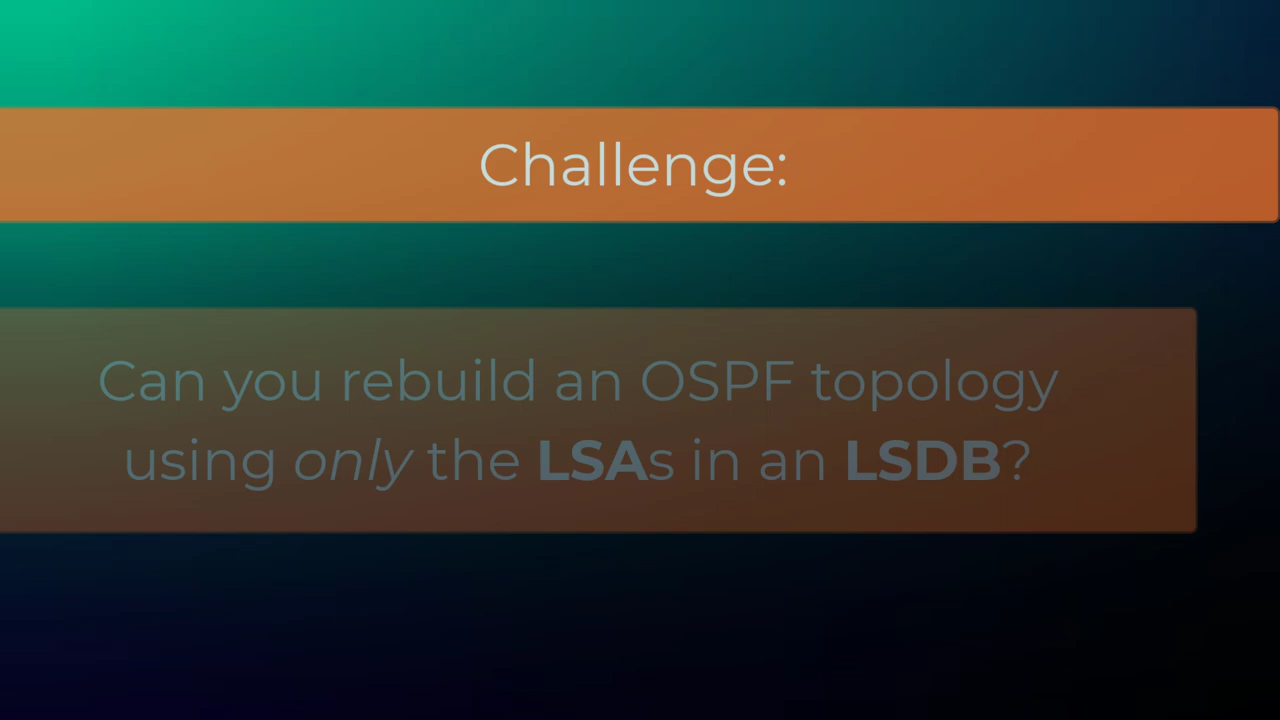 Challenge:
Can you rebuild an OSPF topology
using only the LSAs in an LSDB?